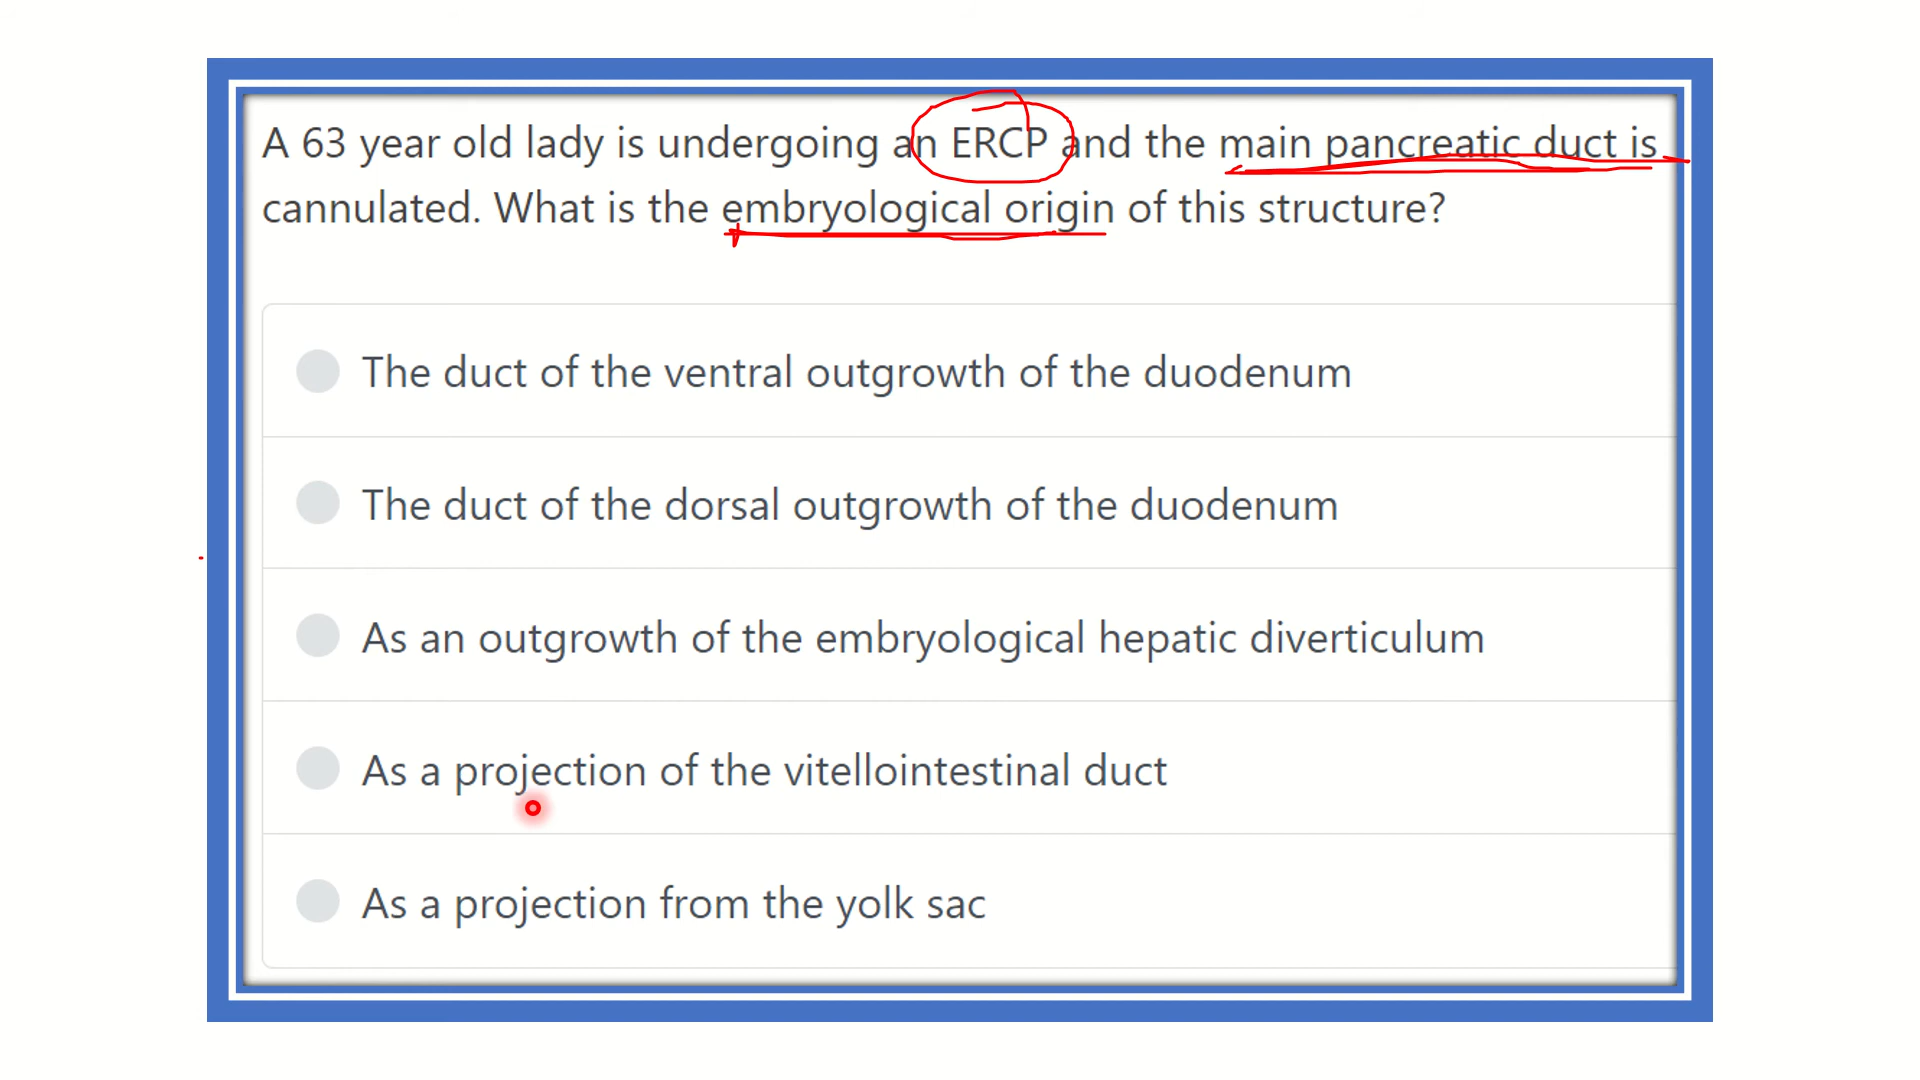 A 63 year old lady is undergoing an ERCP and the main pancreatic duct is
cannulated. What is the embryological origin of this structure?
The duct of the ventral outgrowth of the duodenum
The duct of the dorsal outgrowth of the duodenum
As an outgrowth of the embryological hepatic diverticulum
As a projection of the vitellointestinal duct
As a projection from the yolk sac